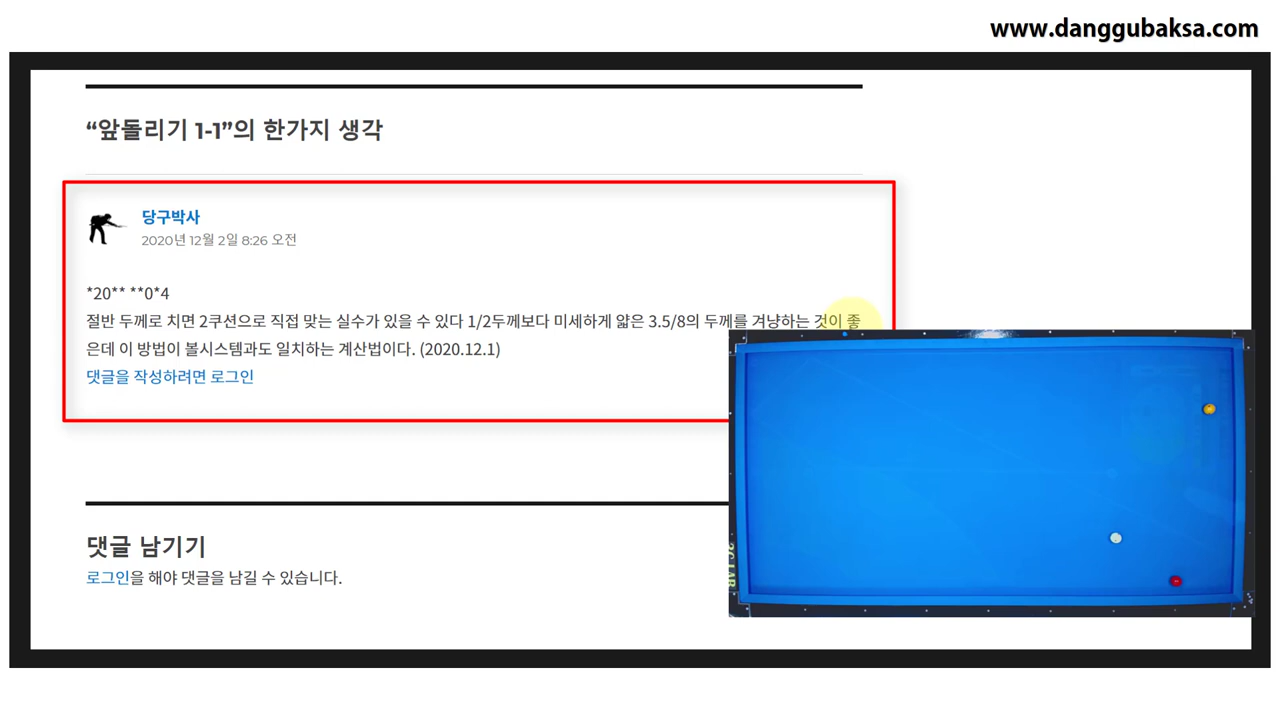 www.danggubaksa.com
“앞돌리기 1-1”의 한가지 생각
당구박사
2020년 12월 2일 8:26 오전
*20** **0*4
절반 두께로 치면 2쿠션으로 직접 맞는 실수가 있을 수 있다 1/2두께보다 미세하게 얇은 3.5/8의 두께를 겨냥하는 것이 좋
은데 이 방법이 볼시스템과도 일치하는 계산법이다. (2020.12.1)
댓글을 작성하려면 로그인
댓글 남기기
로그인을 해야 댓글을 남길 수 있습니다.